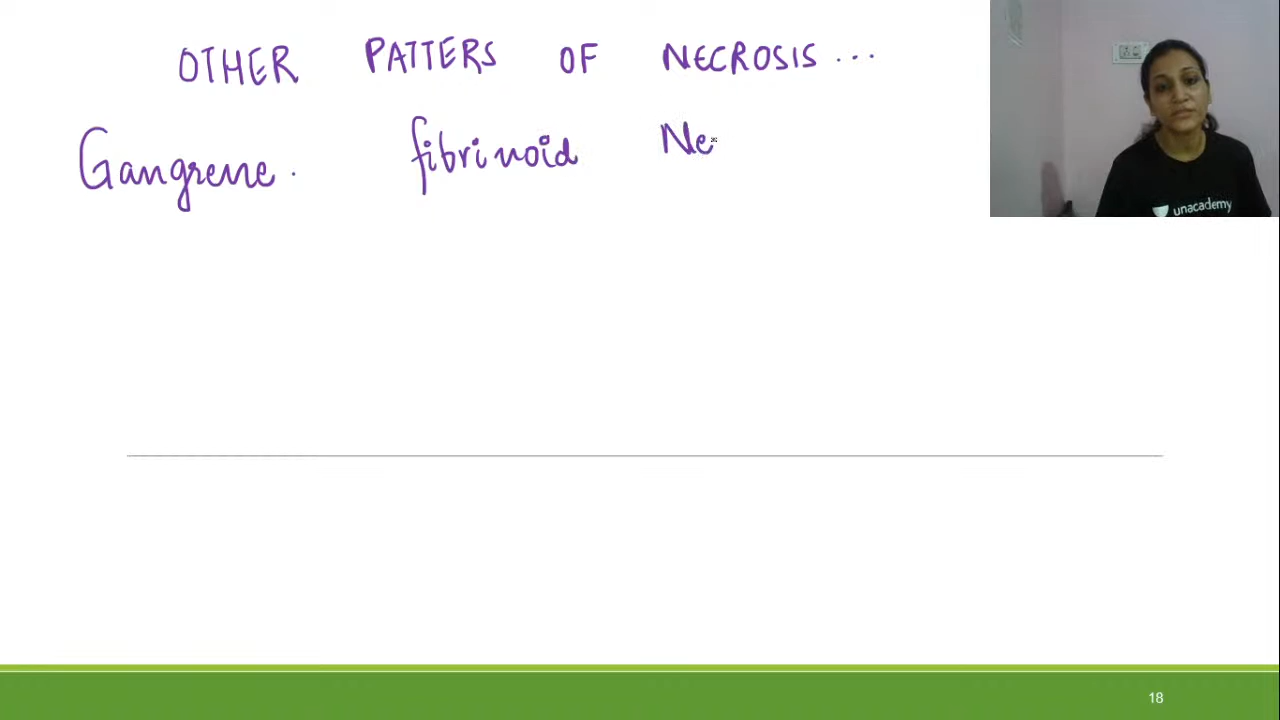 OTHER PATTERS OF NECROSIS...
Gangrene. fibrinoid Ne
unacademy
18